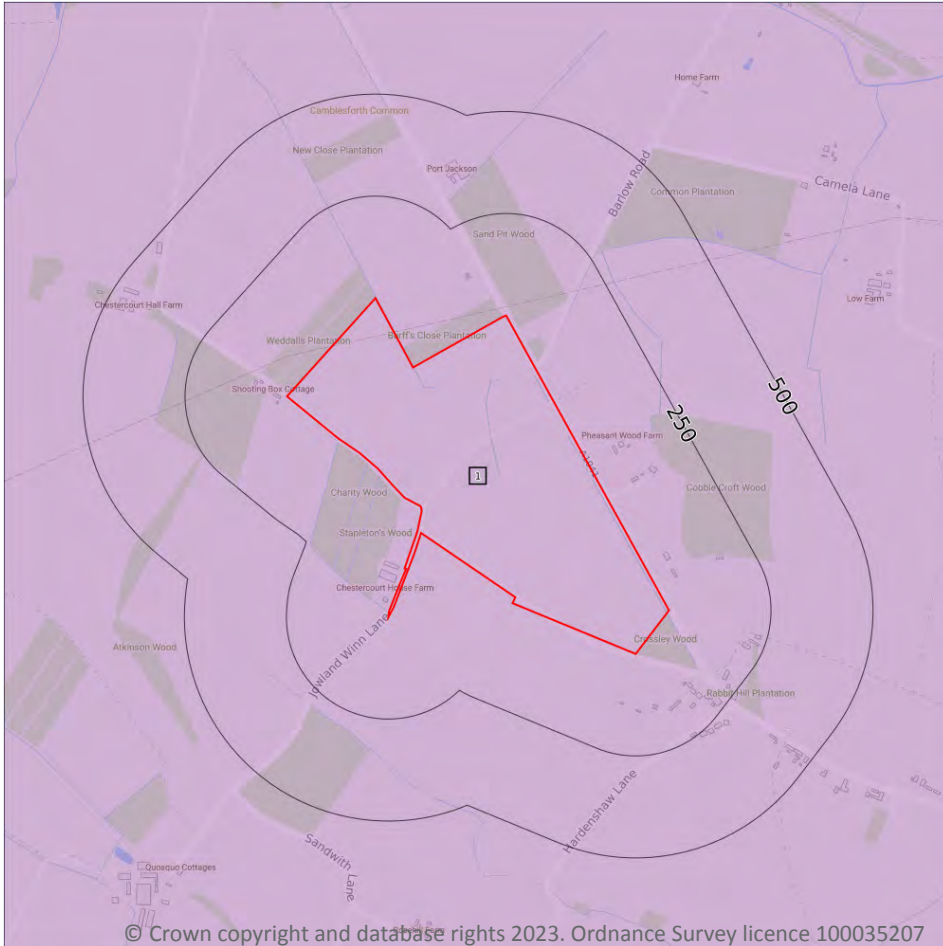 Home Farm
Camblesforth Common
New Close Plantation
Port Jackson
Barlow Road
Camela Lane
Common Plantation
Sand Pit Wood
Chestercourt Hall Farm
Low Farm
Weddalls Plantation
Barff's Close Plantation
Shooting Box Cottage
500
250
Pheasant Wood Farm
1
Charity Wood
Cobble Croft Wood
Stapleton's Wood
Chestercourt House Farm
Jowland Winn Lane
Crossley Wood
Atkinson Wood
Rabbit Hill Plantation
Hardenshaw Lane
Sandwith Lane
Quosquo Cottages
© Crown copyright and database rights 2023. Ordnance Survey licence 100035207